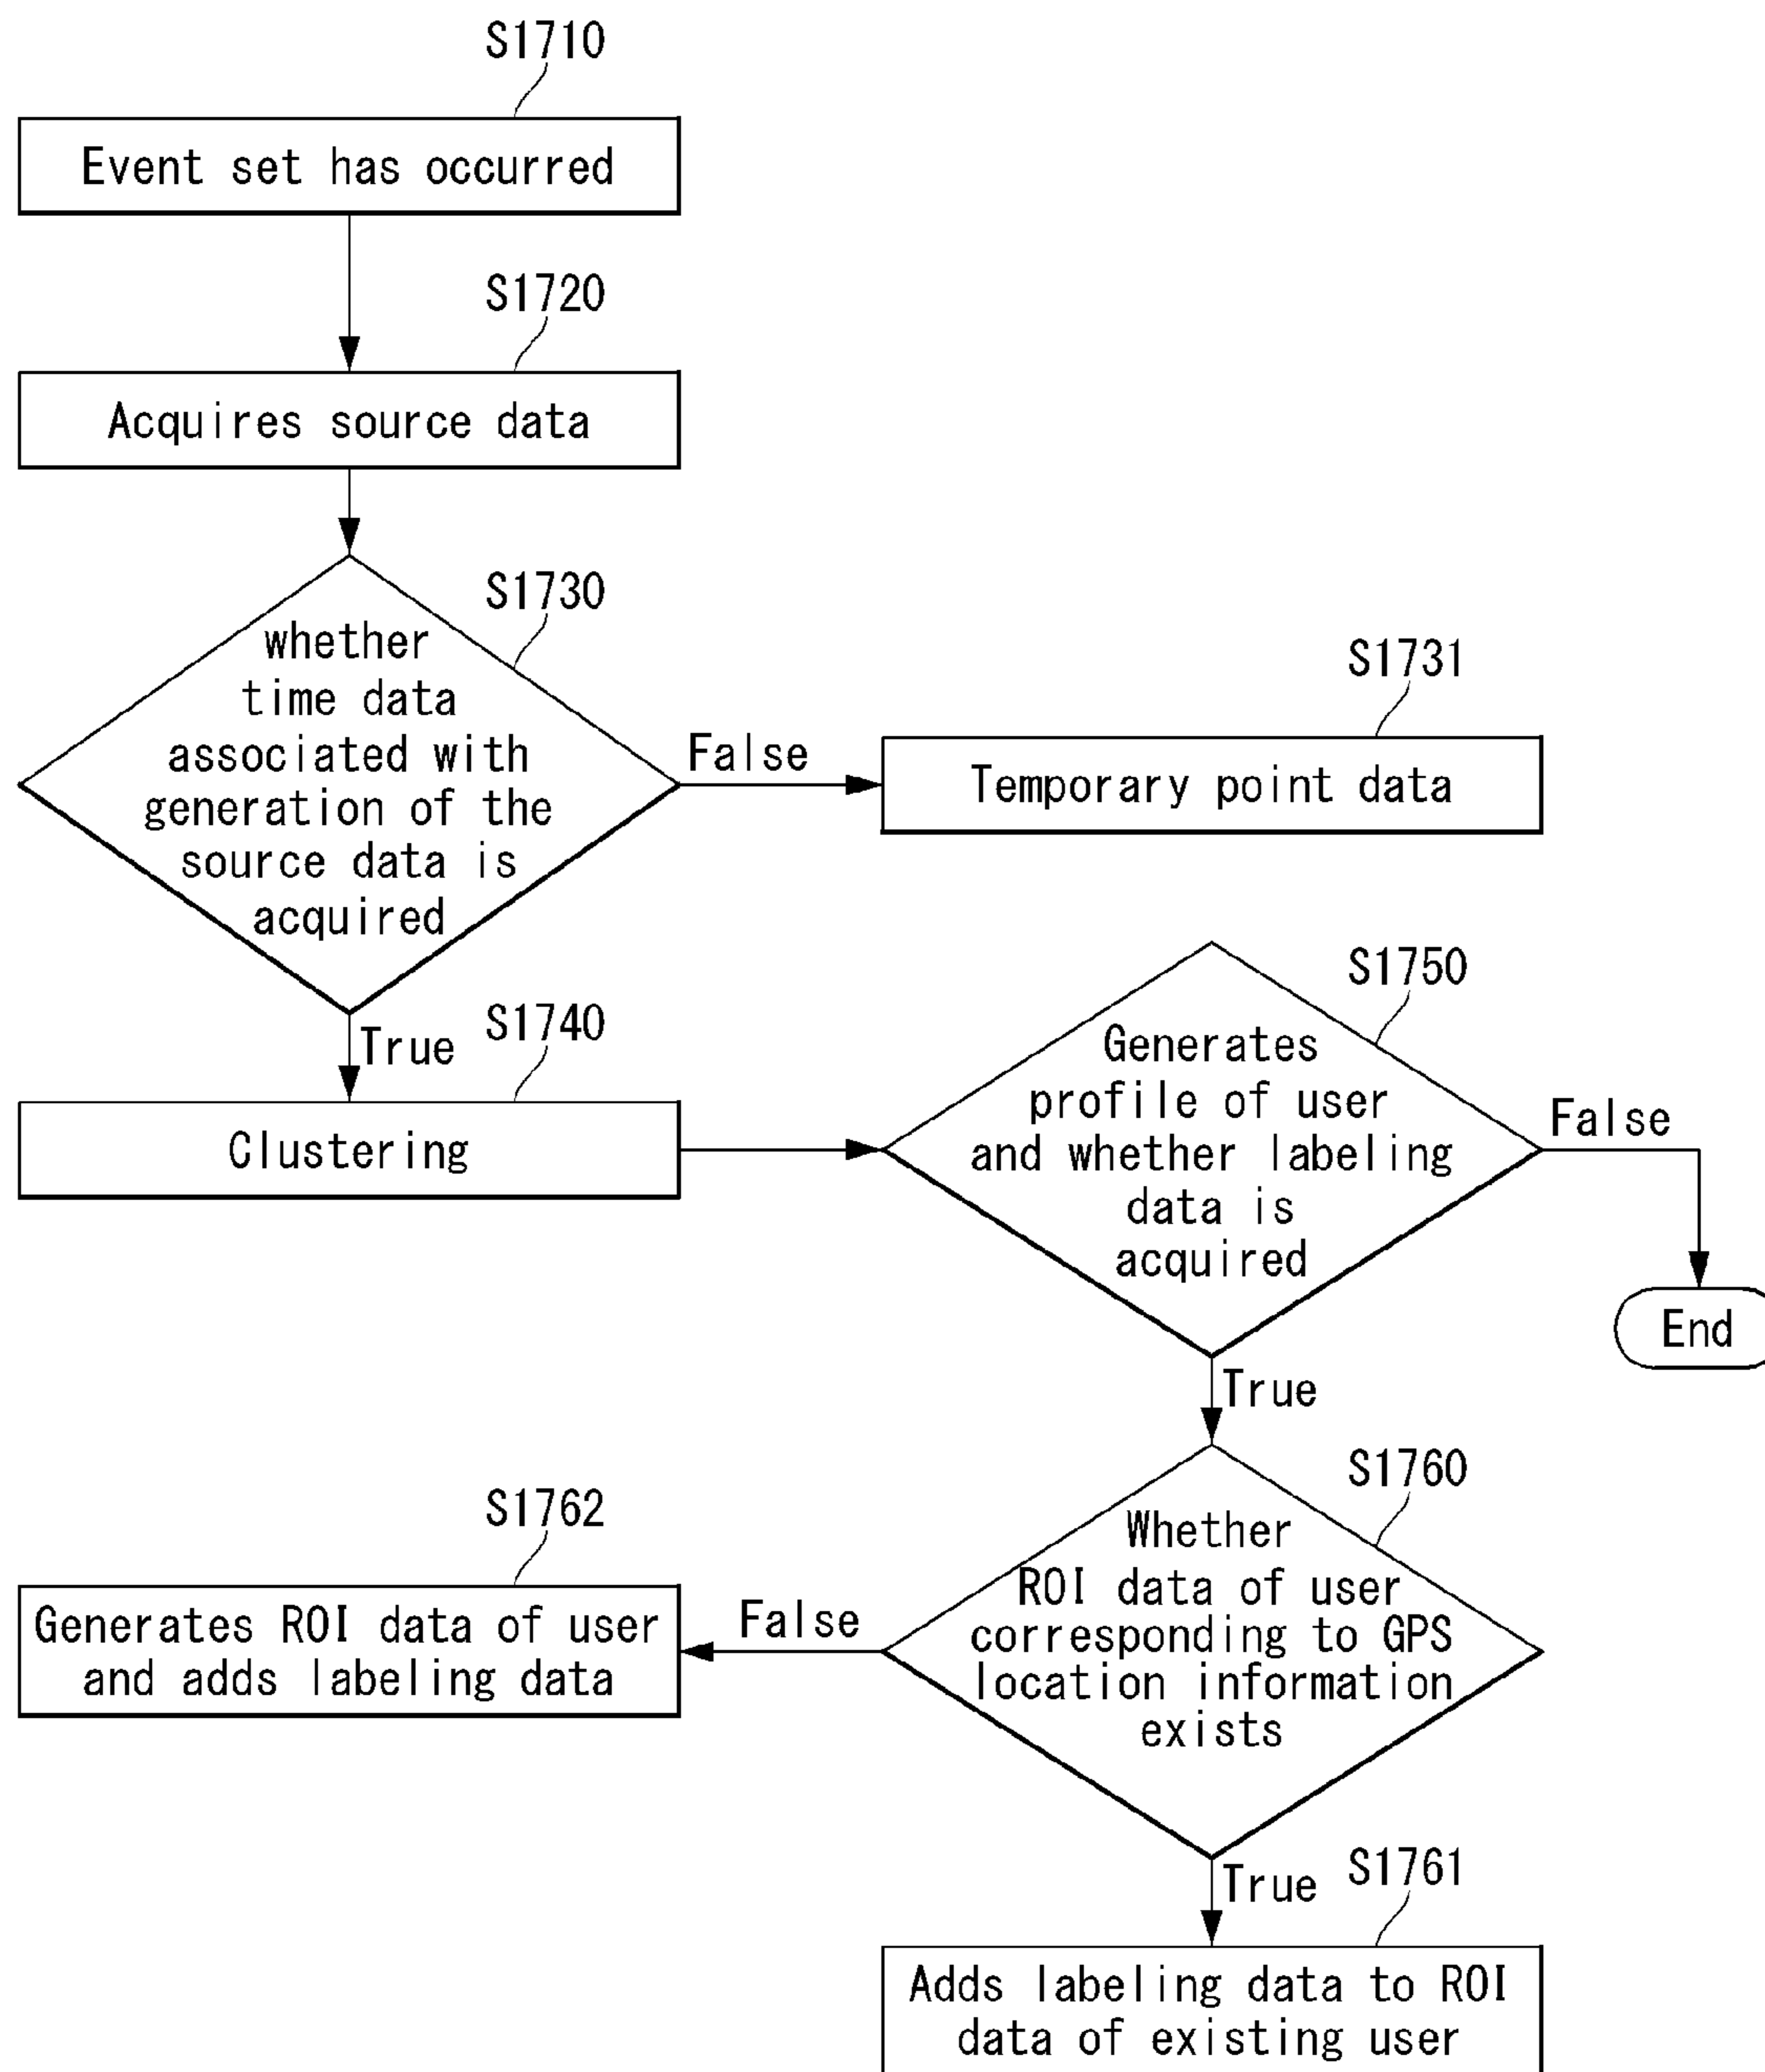 S1710
Event set has occurred
S1720
Acquires source data
S1730
whether
time data
associated with
generation of the
source data is
acquired
False
S1731
Temporary point data
True
S1740
Clustering
S1750
Generates
profile of user
and whether labeling
data is
acquired
False
End
True
S1760
Whether
ROI data of user
corresponding to GPS
location information
exists
False
S1762
Generates ROI data of user
and adds labeling data
True
S1761
Adds labeling data to ROI
data of existing user